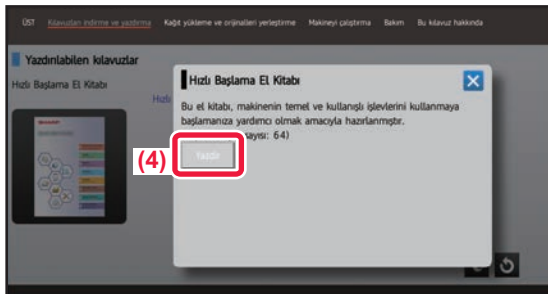 ÜST Kılavuzları indirme ve yazdırma Kağıt yükleme ve orijinalleri yerleştirme Makineyi çalıştırma Bakım Bu kılavuz hakkında
Yazdırılabilen kılavuzlar
Hızlı Başlama El Kitabı
Hızlı
Hızlı Başlama El Kitabı
Bu el kitabı, makinenin temel ve kullanışlı işlevlerini kullanmaya
başlamanıza yardımcı olmak amacıyla hazırlanmıştır.
sayısı: 64)
(4)
Yazdır
SHARP